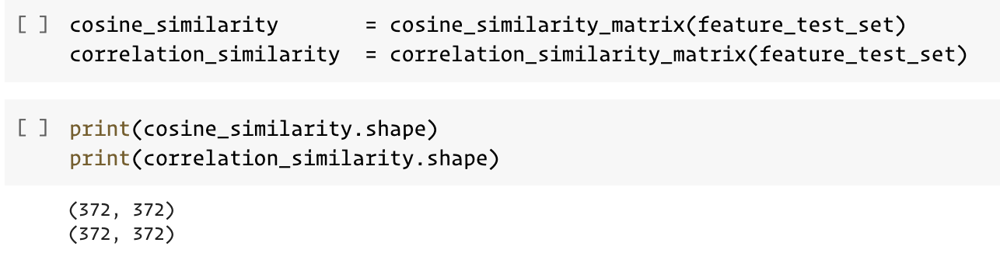 [ ] cosine_similarity       = cosine_similarity_matrix(feature_test_set)
correlation_similarity  = correlation_similarity_matrix(feature_test_set)
[ ] print(cosine_similarity.shape)
print(correlation_similarity.shape)
(372, 372)
(372, 372)